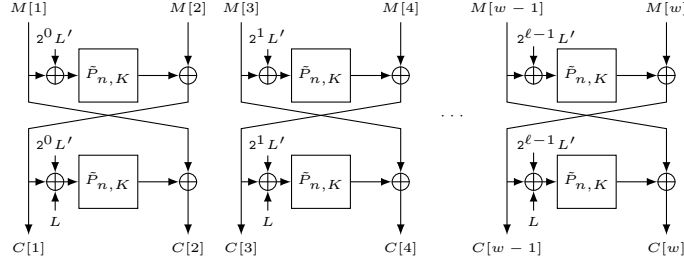 M[1] M[2] M[3] M[4] M[w − 1] M[w]
2^0 L′ 2^1 L′ 2^{ℓ−1} L′
P̃_{n,K} P̃_{n,K} P̃_{n,K}
· · ·
2^0 L′ 2^1 L′ 2^{ℓ−1} L′
P̃_{n,K} P̃_{n,K} P̃_{n,K}
L L L
C[1] C[2] C[3] C[4] C[w − 1] C[w]